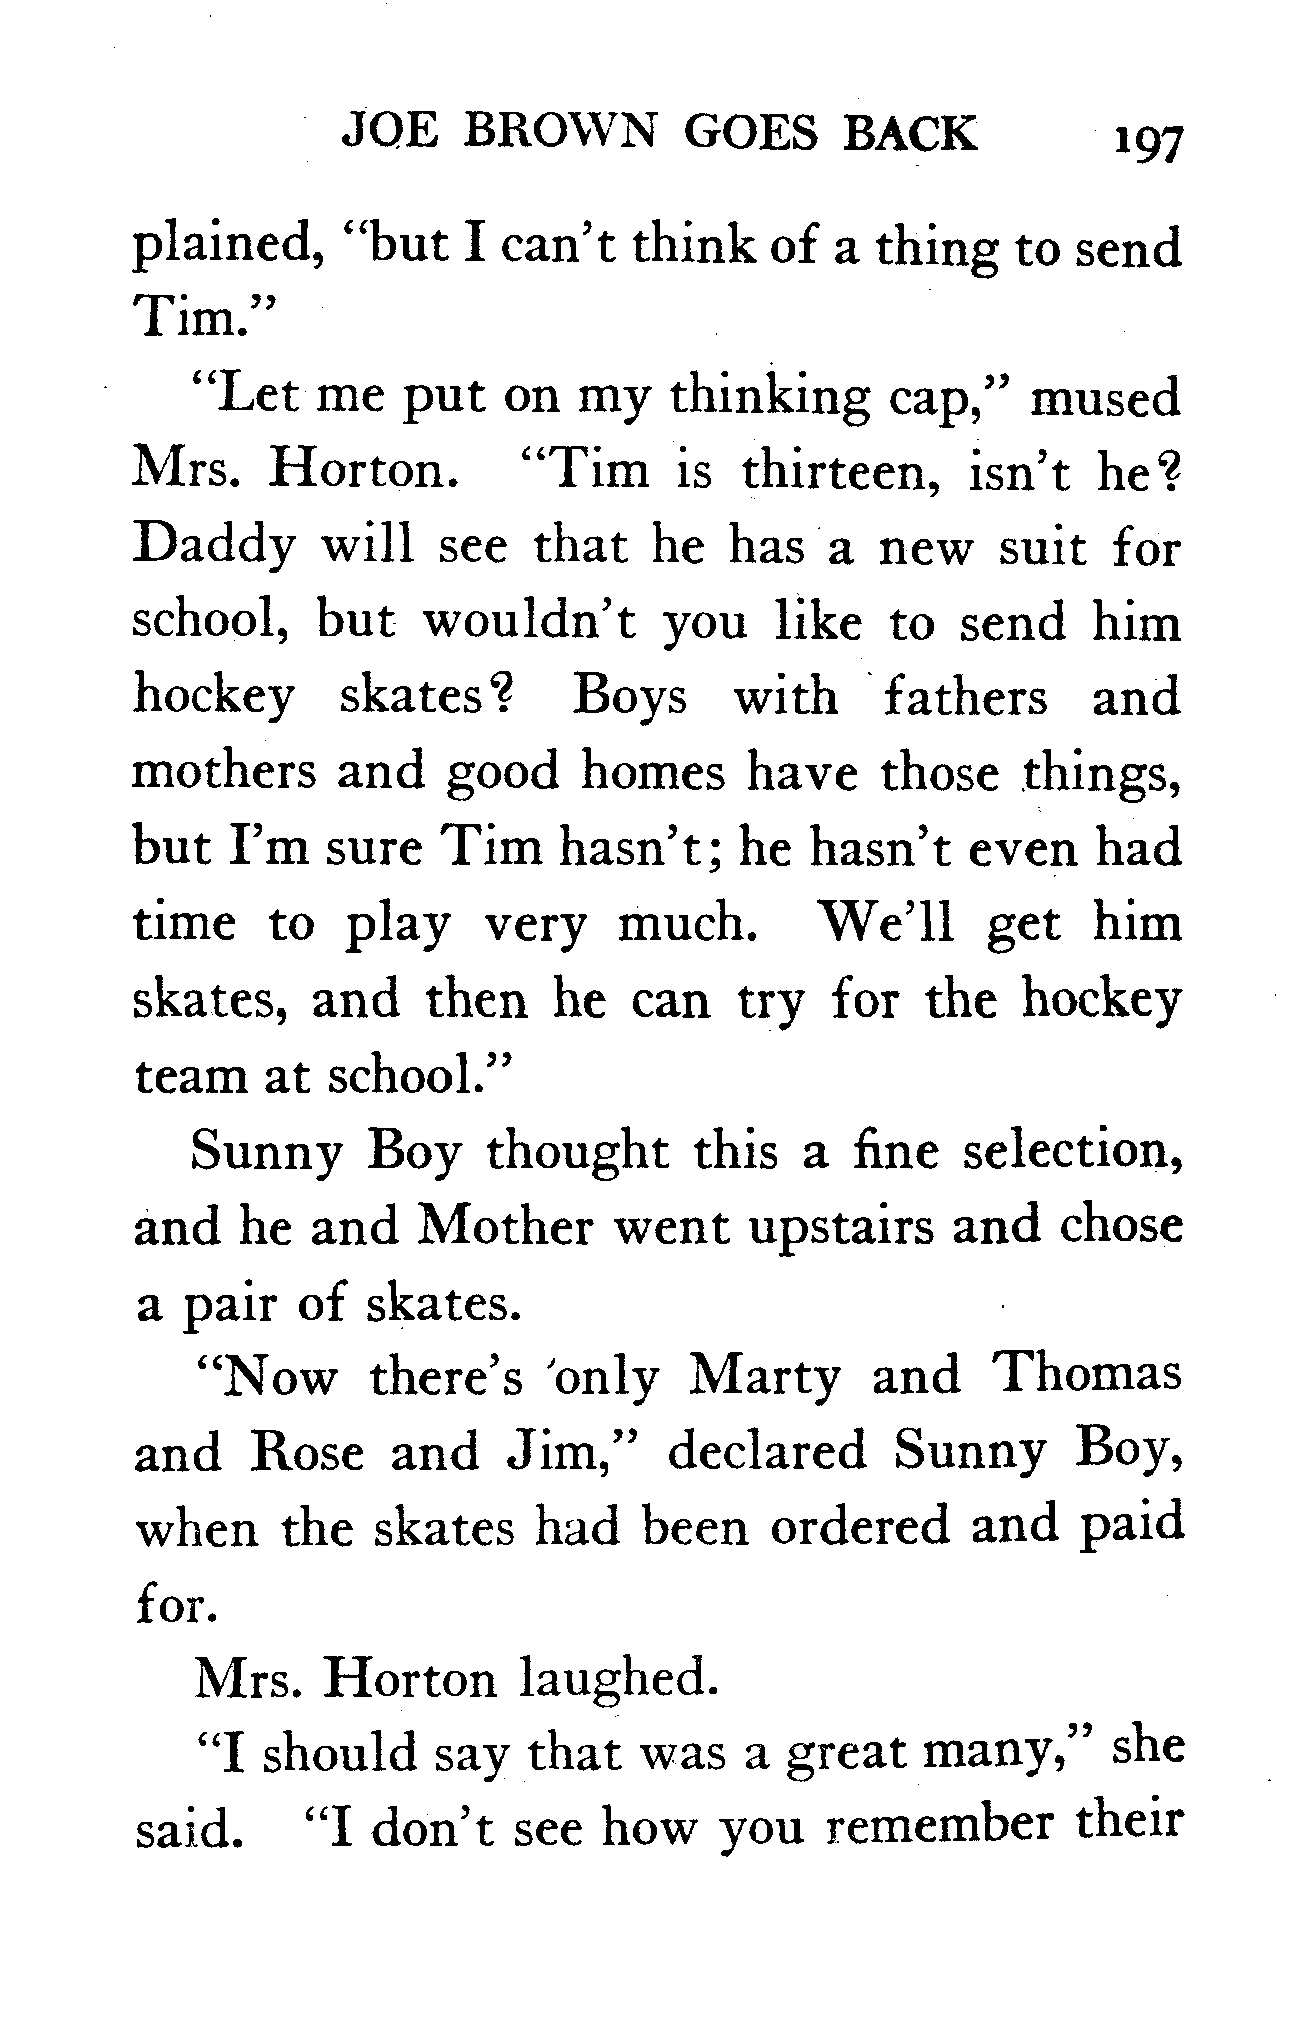 JOE BROWN GOES BACK 197
plained, “but I can’t think of a thing to send
Tim.”
“Let me put on my thinking cap,” mused
Mrs. Horton. “Tim is thirteen, isn’t he?
Daddy will see that he has a new suit for
school, but wouldn’t you like to send him
hockey skates? Boys with fathers and
mothers and good homes have those things,
but I’m sure Tim hasn’t; he hasn’t even had
time to play very much. We’ll get him
skates, and then he can try for the hockey
team at school.”
Sunny Boy thought this a fine selection,
and he and Mother went upstairs and chose
a pair of skates.
“Now there’s only Marty and Thomas
and Rose and Jim,” declared Sunny Boy,
when the skates had been ordered and paid
for.
Mrs. Horton laughed.
“I should say that was a great many,” she
said. “I don’t see how you remember their